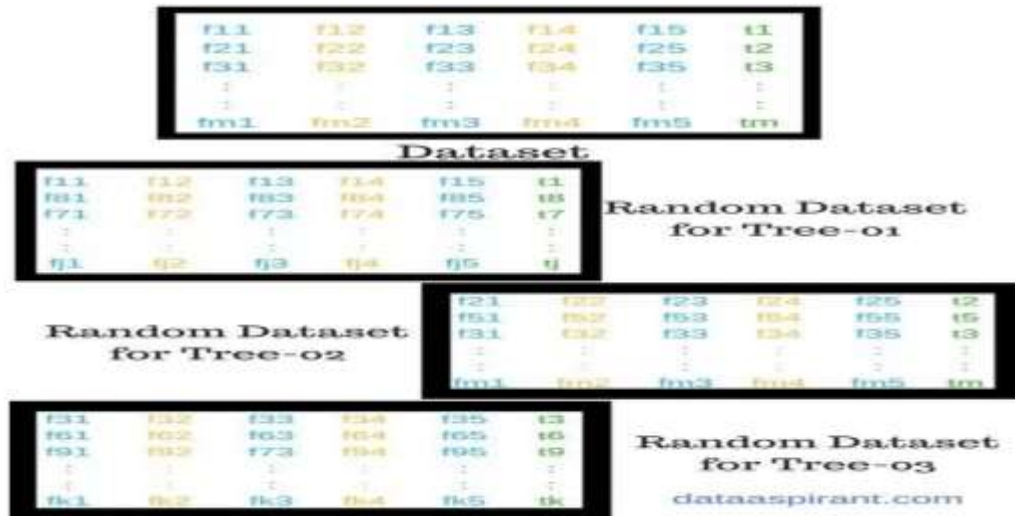 f11 f12 f13 f14 f15 t1
f21 f22 f23 f24 f25 t2
f31 f32 f33 f34 f35 t3
: : : : : :
: : : : : :
fm1 fm2 fm3 fm4 fm5 tm
Dataset
f11 f12 f13 f14 f15 t1
f81 f82 f83 f84 f85 t8
f71 f72 f73 f74 f75 t7
: : : : : :
: : : : : :
fj1 fj2 fj3 fj4 fj5 tj
Random Dataset
for Tree-01
f21 f22 f23 f24 f25 t2
f51 f52 f53 f54 f55 t5
f31 f32 f33 f34 f35 t3
: : : : : :
: : : : : :
fm1 fm2 fm3 fm4 fm5 tm
Random Dataset
for Tree-02
f31 f32 f33 f34 f35 t3
f61 f62 f63 f64 f65 t6
f91 f92 f73 f94 f95 t9
: : : : : :
: : : : : :
fk1 fk2 fk3 fk4 fk5 tk
Random Dataset
for Tree-03
dataaspirant.com